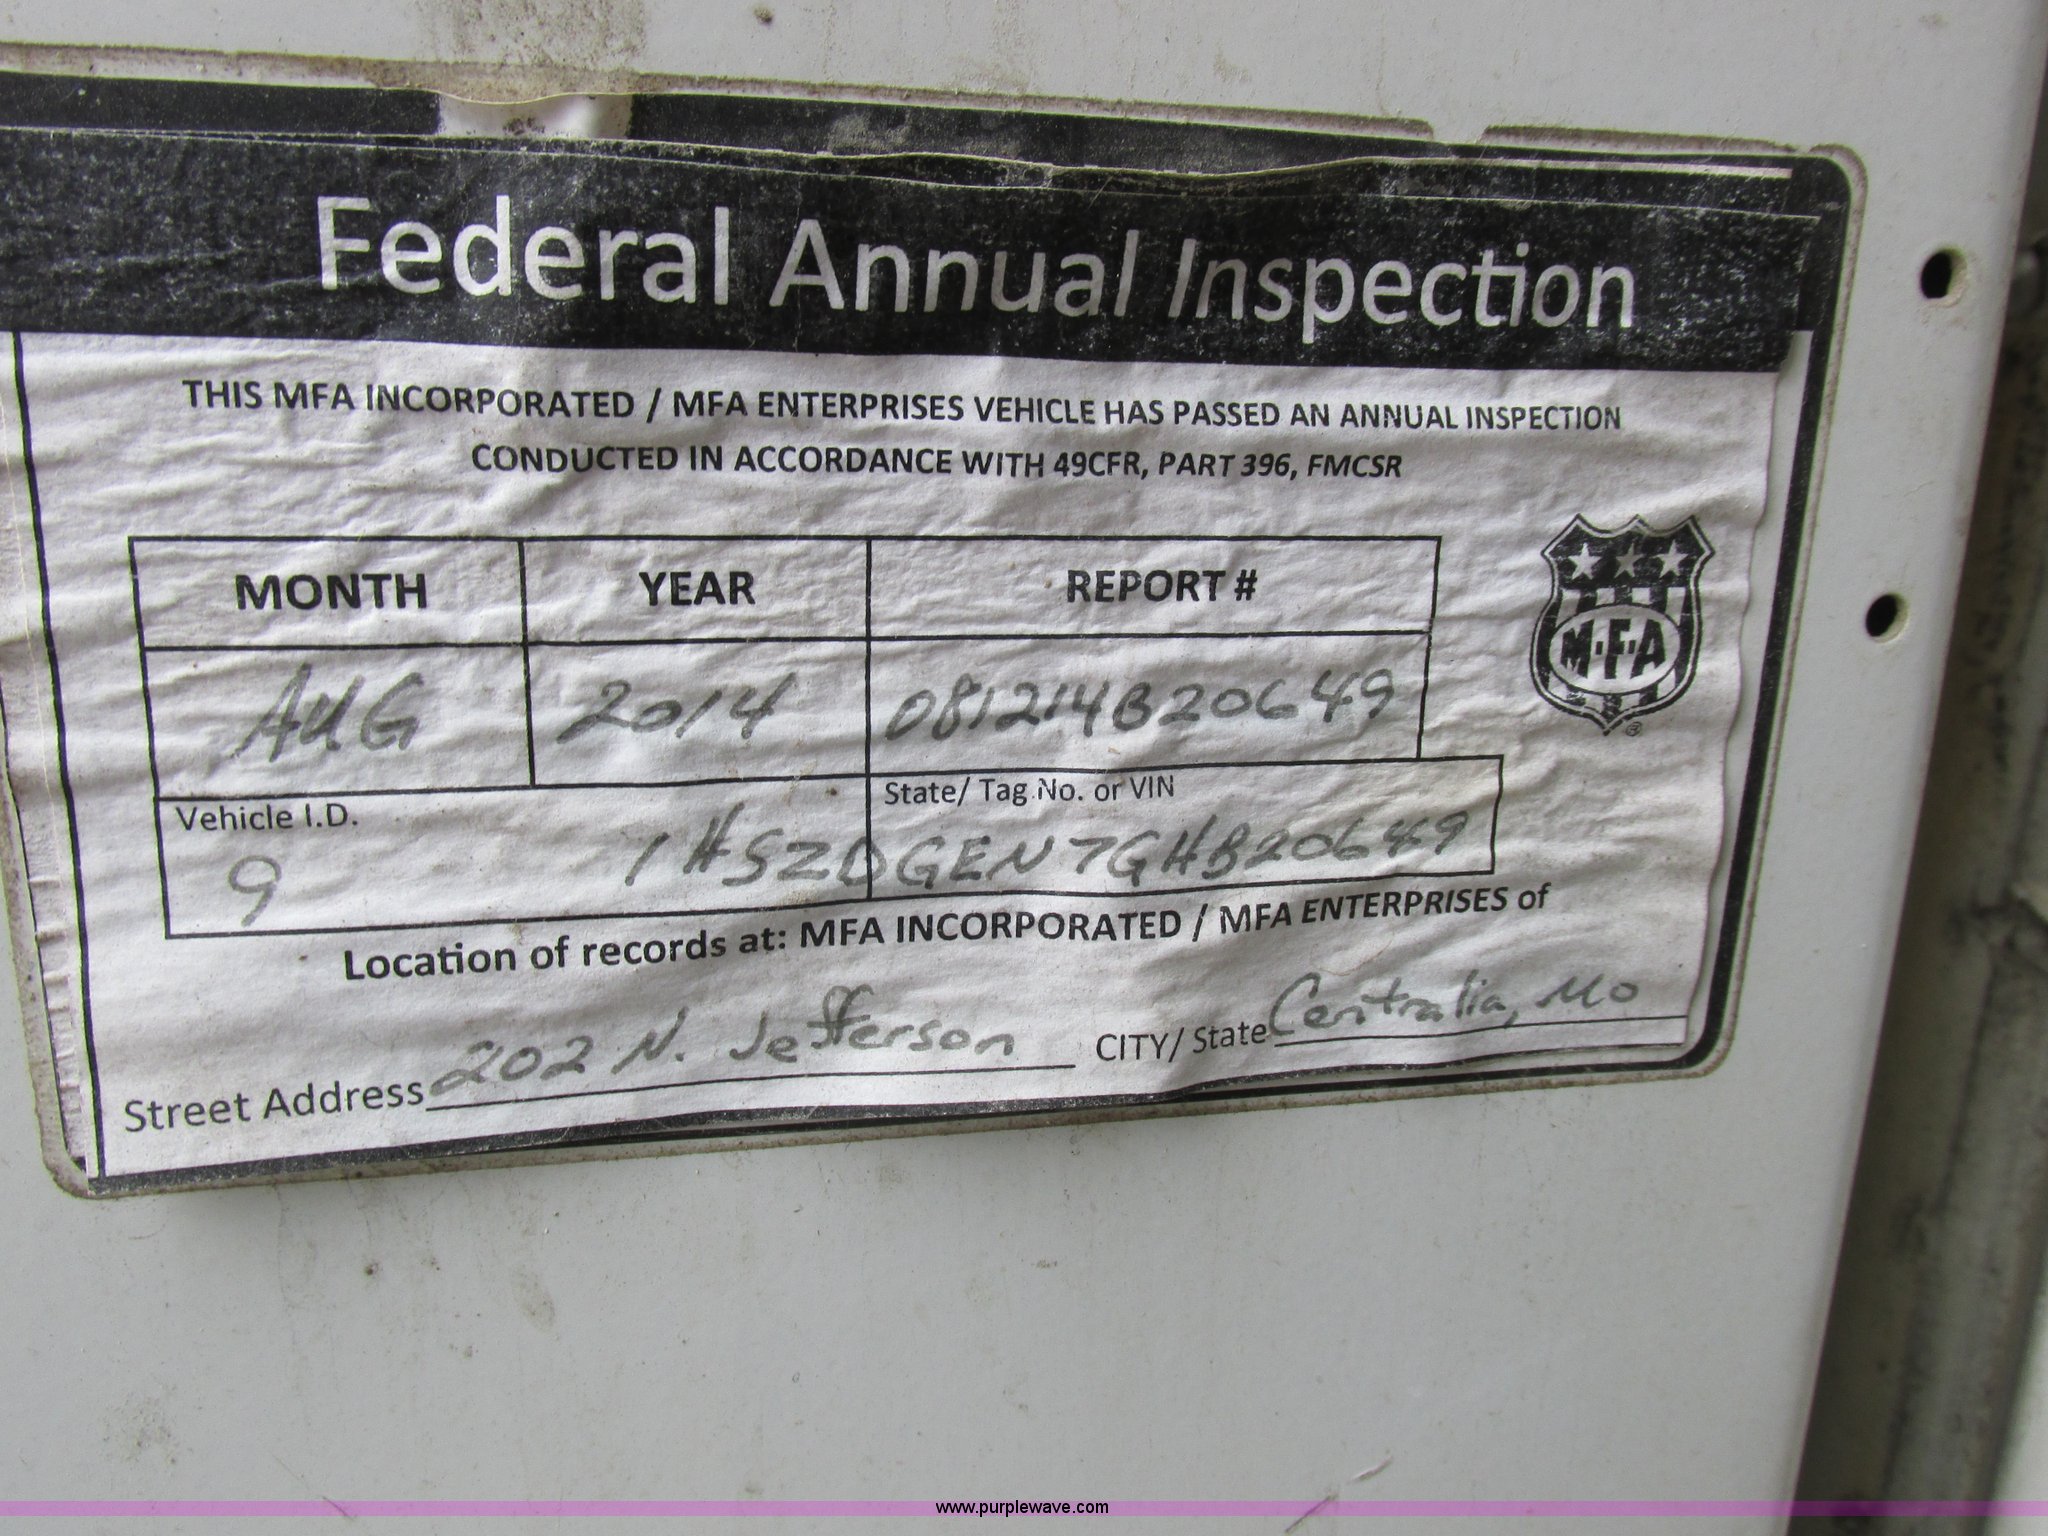 Federal Annual Inspection
THIS MFA INCORPORATED / MFA ENTERPRISES VEHICLE HAS PASSED AN ANNUAL INSPECTION
CONDUCTED IN ACCORDANCE WITH 49CFR, PART 396, FMCSR
MONTH YEAR REPORT #
AUG 2014 081214B20649
M·F·A
®
Vehicle I.D. State/ Tag No. or VIN
9 1HSZDGEN7GHB20649
Location of records at: MFA INCORPORATED / MFA ENTERPRISES of
Street Address 202 N. Jefferson CITY/ State Centralia, Mo
www.purplewave.com